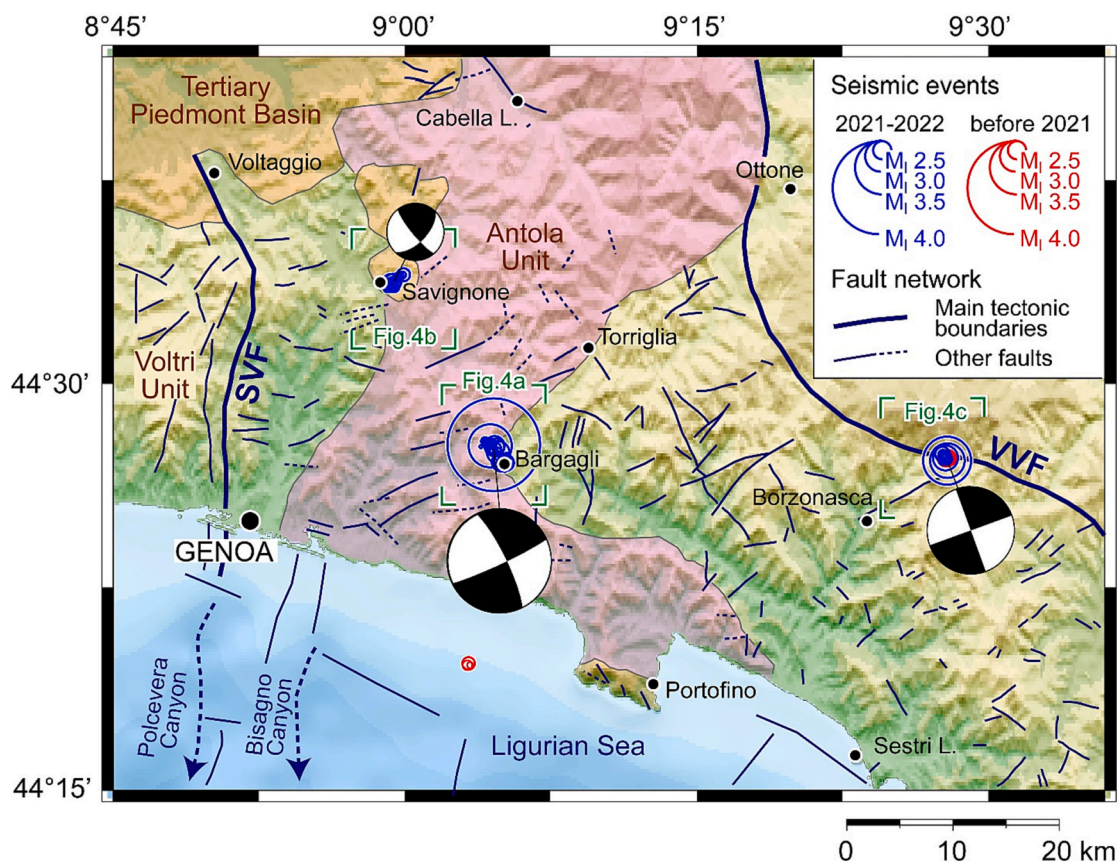 8°45’
9°00’
9°15’
9°30’
Tertiary
Piedmont Basin
Voltaggio
Cabella L.
Ottone
Antola
Unit
Savignone
Fig.4b
Torriglia
Voltri
Unit
SVF
44°30’
Fig.4a
Bargagli
Fig.4c
VVF
Borzonasca
GENOA
Polcevera
Canyon
Bisagno
Canyon
Portofino
Ligurian Sea
Sestri L.
44°15’
Seismic events
2021-2022 before 2021
Ml 2.5 Ml 2.5
Ml 3.0 Ml 3.0
Ml 3.5 Ml 3.5
Ml 4.0 Ml 4.0
Fault network
Main tectonic
boundaries
Other faults
0 10 20 km